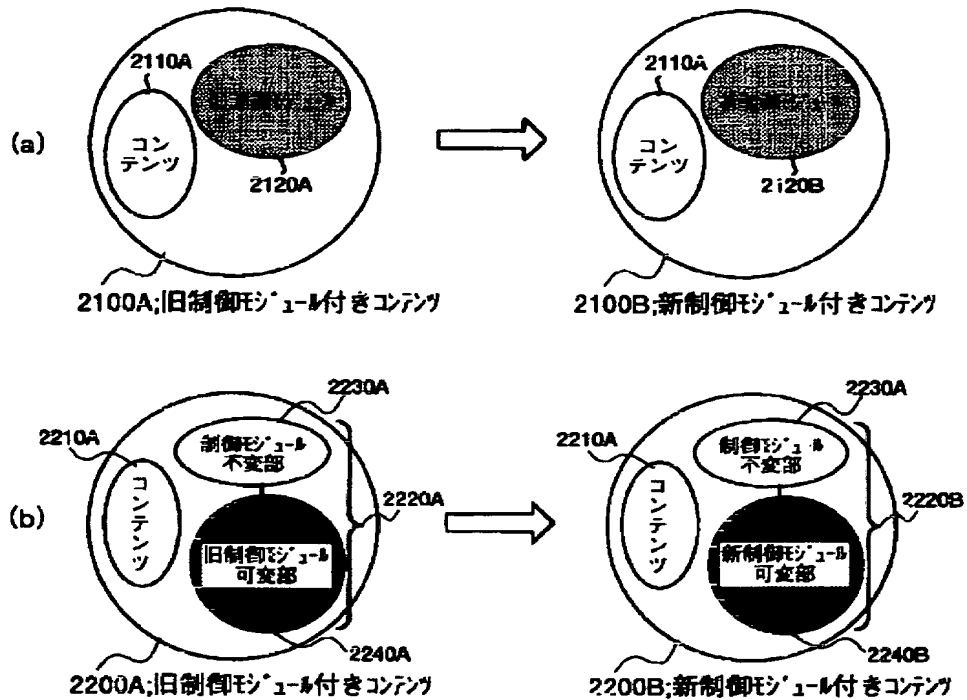 2110A
コン
テンツ
2120A
2110A
コン
テンツ
2120B
(a)
2100A;旧制御モジュール付きコンテンツ
2100B;新制御モジュール付きコンテンツ
2230A
2210A
制御モジュール
不変部
コンテンツ
2220A
旧制御モジュール
可変部
2240A
2230A
2210A
制御モジュール
不変部
コンテンツ
2220B
新制御モジュール
可変部
2240B
(b)
2200A;旧制御モジュール付きコンテンツ
2200B;新制御モジュール付きコンテンツ